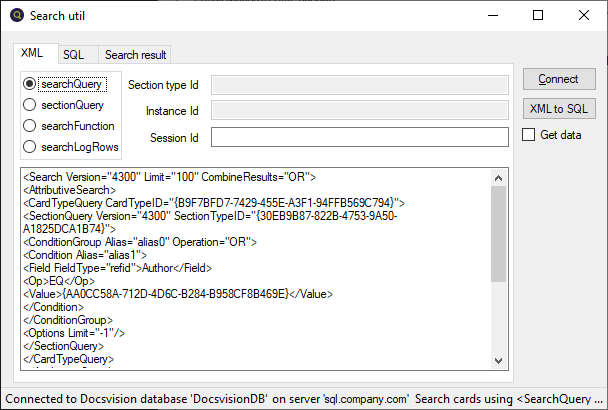 Search util
XML SQL Search result
searchQuery
sectionQuery
searchFunction
searchLogRows
Section type Id
Instance Id
Session Id
Connect
XML to SQL
Get data
<Search Version="4300" Limit="100" CombineResults="OR">
<AttributiveSearch>
<CardTypeQuery CardTypeID="{B9F7BFD7-7429-455E-A3F1-94FFB569C794}">
<SectionQuery Version="4300" SectionTypeID="{30EB9B87-822B-4753-9A50-
A1825DCA1B74}">
<ConditionGroup Alias="alias0" Operation="OR">
<Condition Alias="alias1">
<Field FieldType="refid">Author</Field>
<Op>EQ</Op>
<Value>{AA0CC58A-712D-4D6C-B284-B958CF8B469E}</Value>
</Condition>
</ConditionGroup>
<Options Limit="-1"/>
</SectionQuery>
</CardTypeQuery>
Connected to Docsvision database 'DocsvisionDB' on server 'sql.company.com' Search cards using <SearchQuery ...